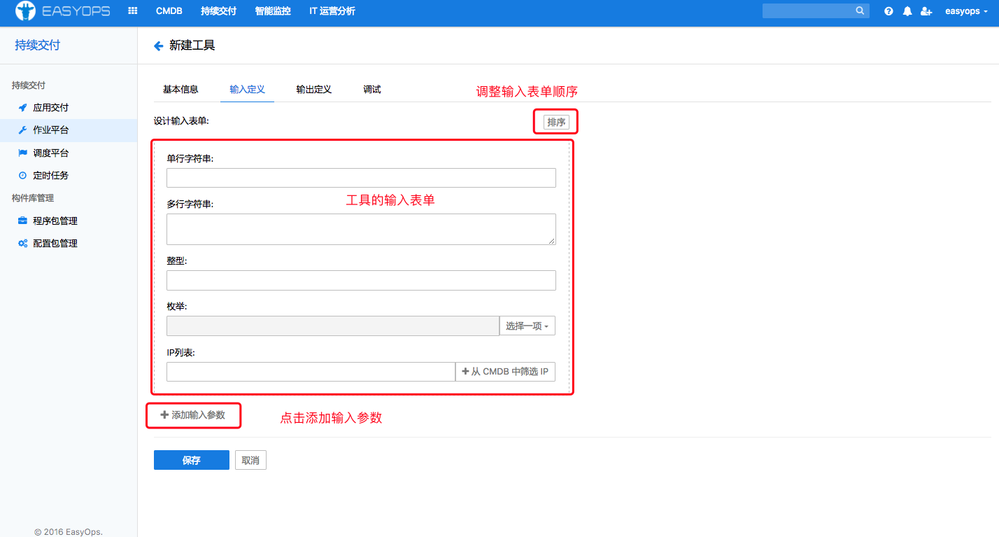 EASYOPS CMDB 持续交付 智能监控 IT 运营分析 easyops
持续交付
新建工具
持续交付
应用交付
作业平台
调度平台
定时任务
构件库管理
程序包管理
配置包管理
基本信息 输入定义 输出定义 调试
调整输入表单顺序
设计输入表单:
排序
单行字符串:
工具的输入表单
多行字符串:
整型:
枚举:
选择一项
IP列表:
从 CMDB 中筛选 IP
添加输入参数
点击添加输入参数
保存 取消
© 2016 EasyOps.